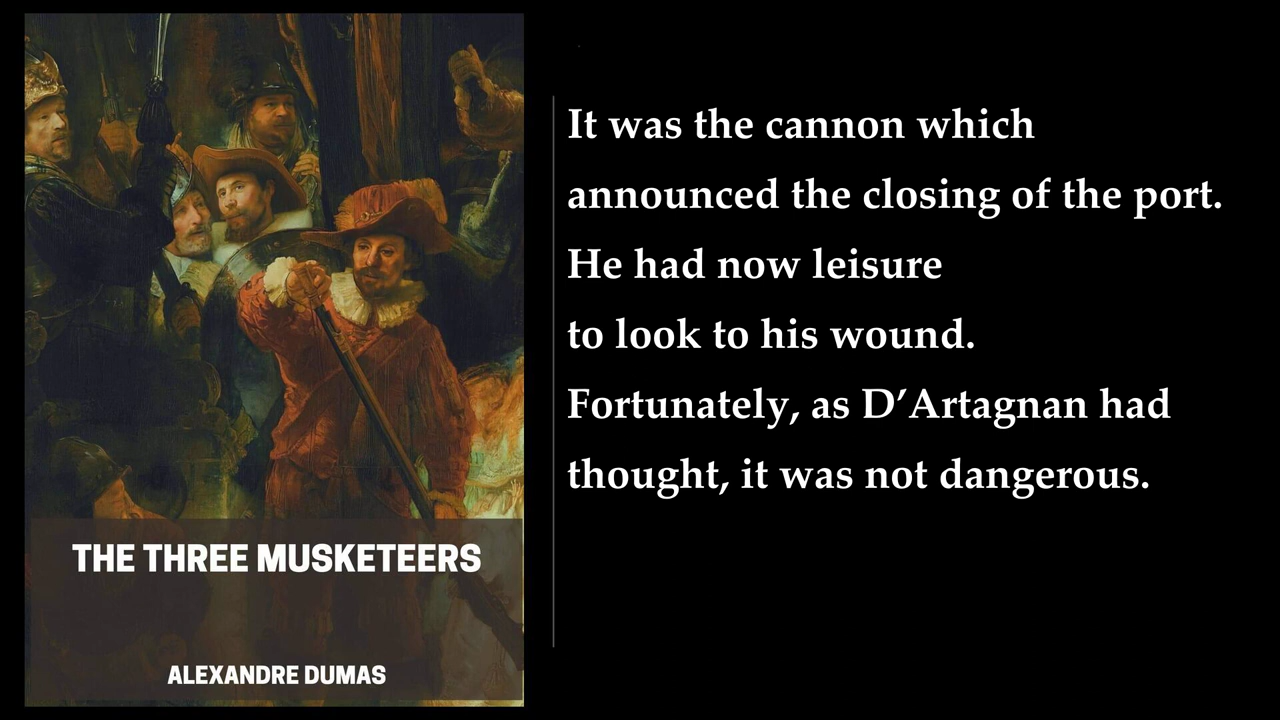 THE THREE MUSKETEERS
ALEXANDRE DUMAS
It was the cannon which
announced the closing of the port.
He had now leisure
to look to his wound.
Fortunately, as D’Artagnan had
thought, it was not dangerous.